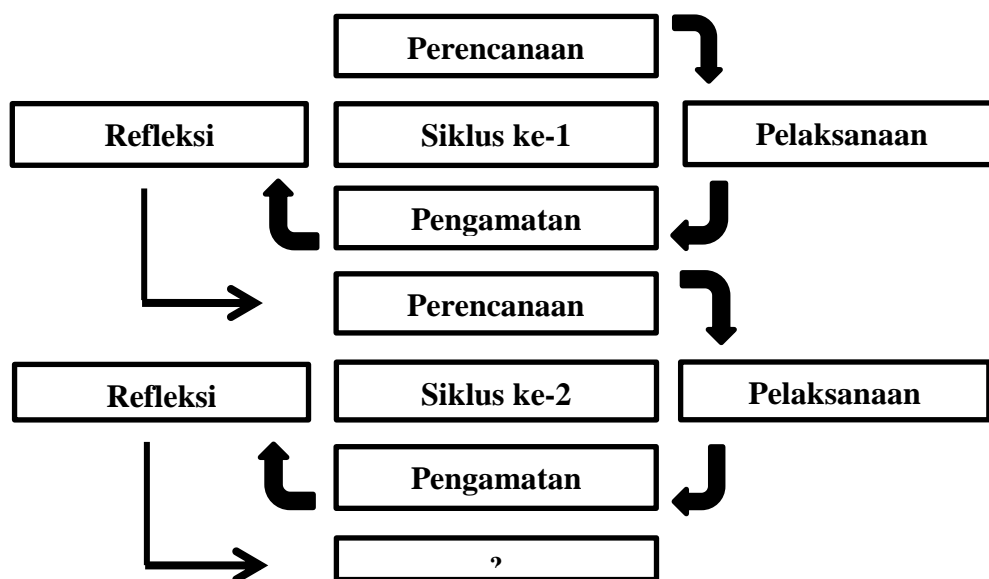 Perencanaan
Refleksi
Siklus ke-1
Pelaksanaan
Pengamatan
Perencanaan
Refleksi
Siklus ke-2
Pelaksanaan
Pengamatan
?